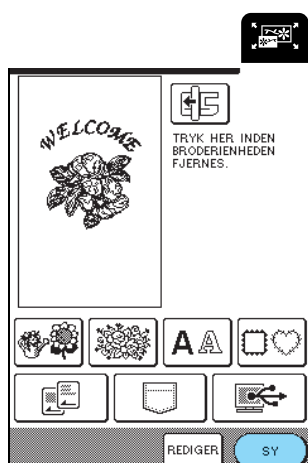 WELCOME
TRYK HER INDEN
BRODERIENHEDEN
FJERNES.
A A
REDIGER
SY